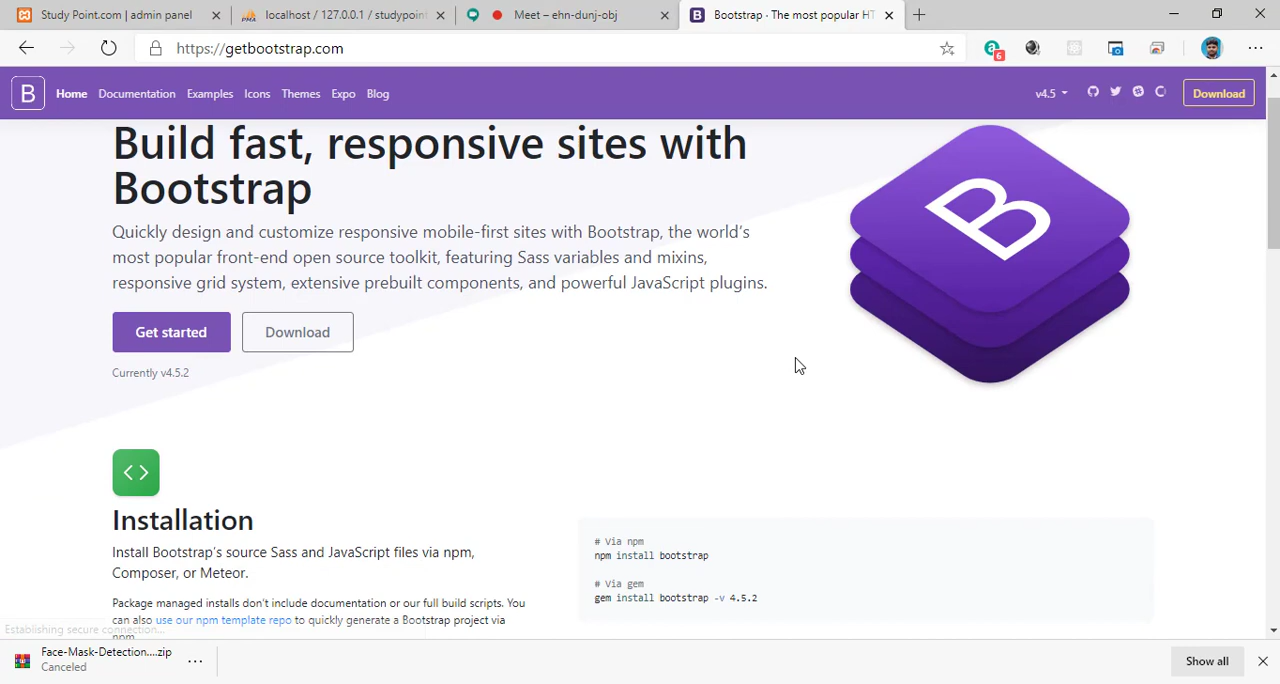 Study Point.com | admin panel
localhost / 127.0.0.1 / studypoint
Meet – ehn-dunj-obj
Bootstrap · The most popular HT
https://getbootstrap.com
6
B
Home
Documentation
Examples
Icons
Themes
Expo
Blog
v4.5
Download
Build fast, responsive sites with
Bootstrap
Quickly design and customize responsive mobile-first sites with Bootstrap, the world's
most popular front-end open source toolkit, featuring Sass variables and mixins,
responsive grid system, extensive prebuilt components, and powerful JavaScript plugins.
Get started
Download
Currently v4.5.2
B
Installation
Install Bootstrap's source Sass and JavaScript files via npm,
Composer, or Meteor.
Package managed installs don't include documentation or our full build scripts. You
can also use our npm template repo to quickly generate a Bootstrap project via
npm.
# Via npm
npm install bootstrap
# Via gem
gem install bootstrap -v 4.5.2
Establishing secure connection...
Face-Mask-Detection....zip
Canceled
Show all